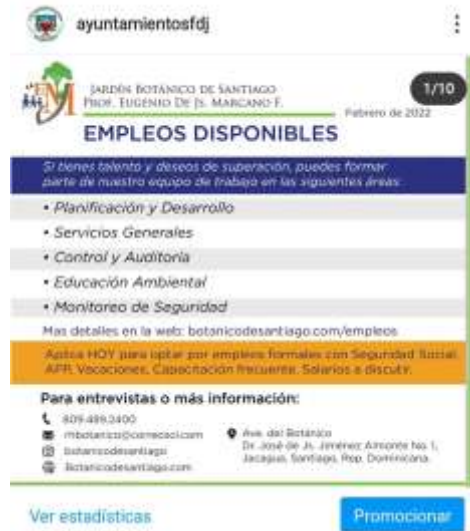 ayuntamientosfdj
JARDÍN BOTÁNICO DE SANTIAGO
PROF. EUGENIO DE JS. MARCANO F.
1/10
Febrero de 2022
EMPLEOS DISPONIBLES
Si tienes talento y deseos de superación, puedes formar
parte de nuestro equipo de trabajo en las siguientes áreas:
• Planificación y Desarrollo
• Servicios Generales
• Control y Auditoría
• Educación Ambiental
• Monitoreo de Seguridad
Mas detalles en la web: botanicodesantiago.com/empleos
Aplica HOY para optar por empleos formales con Seguridad Social,
AFP, Vacaciones, Capacitación frecuente. Salarios a discutir.
Para entrevistas o más información:
809.489.2400
botanicodesantiago
Botanicodesantiago.com
Ave. del Botánico
Dr. José de Js. Jiménez Almonte No. 1,
Jacagua, Santiago, Rep. Dominicana.
Ver estadísticas
Promocionar